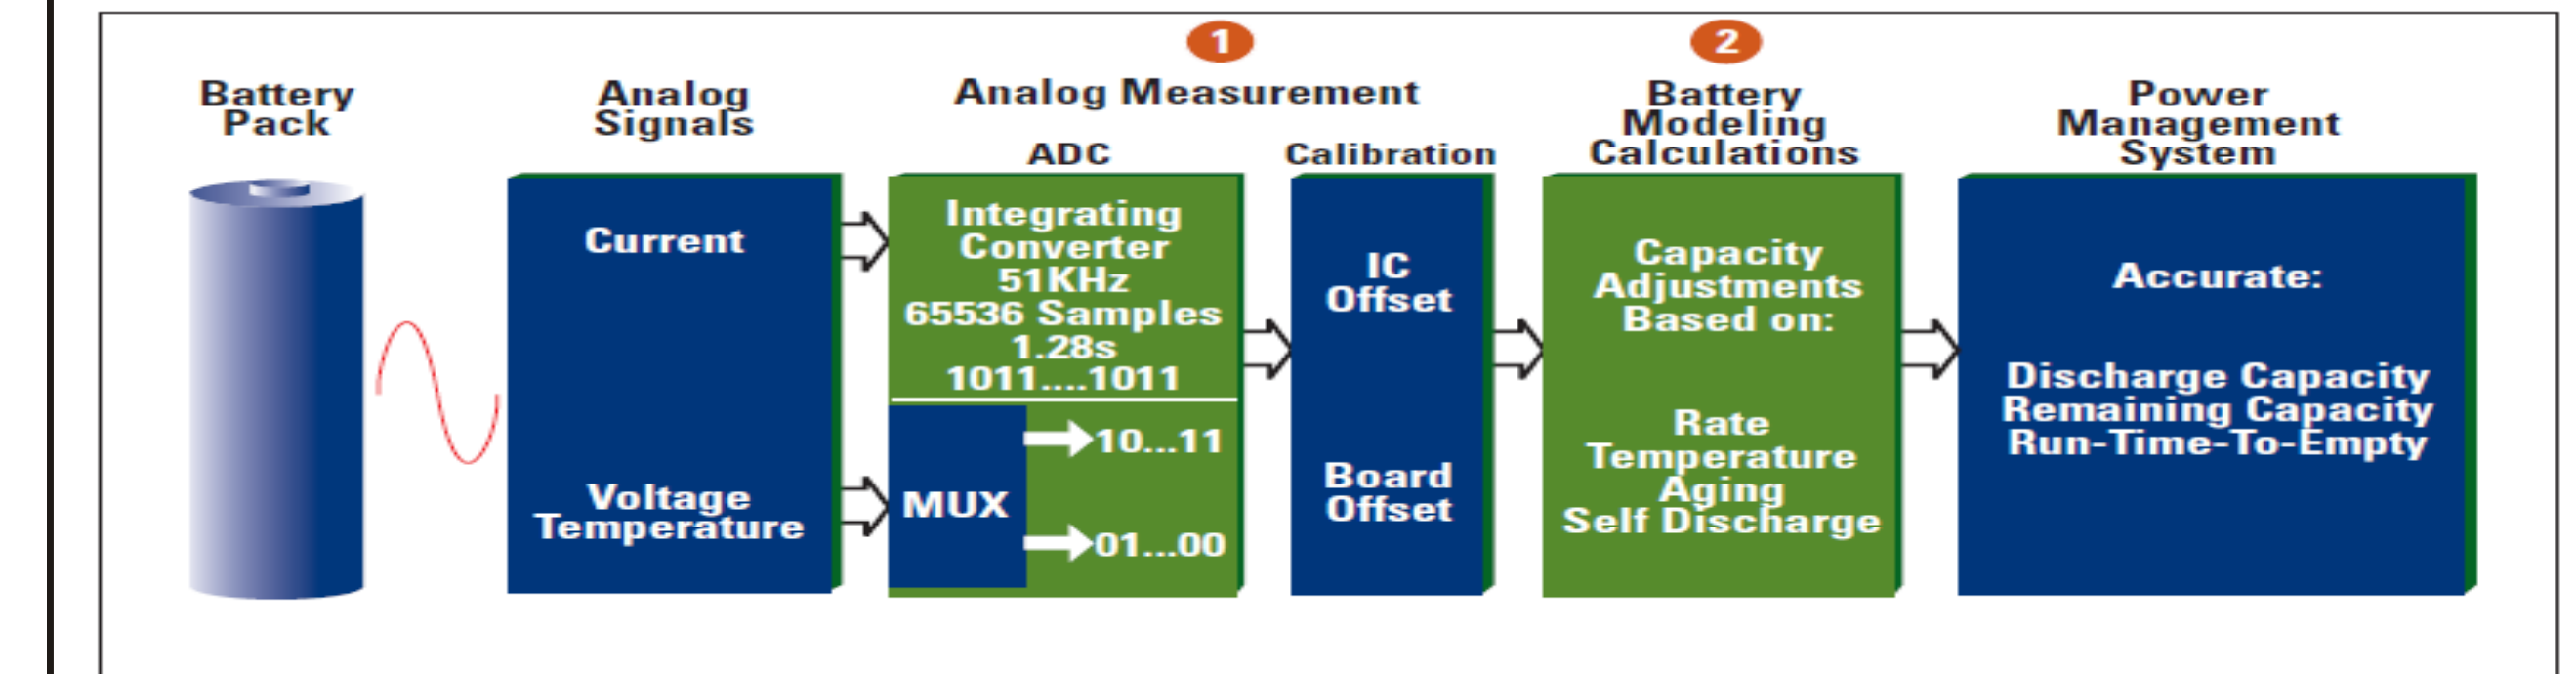 1
2
Battery
Pack
Analog
Signals
Analog Measurement
ADC
Calibration
Battery
Modeling
Calculations
Power
Management
System
Current
Voltage
Temperature
Integrating
Converter
51KHz
65536 Samples
1.28s
1011....1011
MUX
10...11
01...00
IC
Offset
Board
Offset
Capacity
Adjustments
Based on:
Rate
Temperature
Aging
Self Discharge
Accurate:
Discharge Capacity
Remaining Capacity
Run-Time-To-Empty